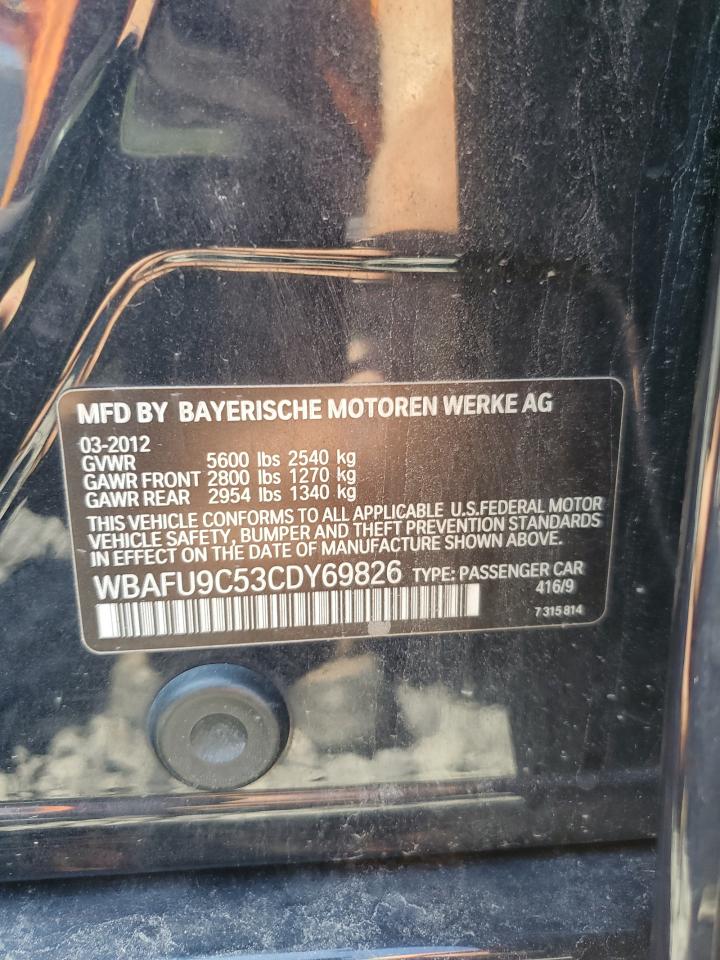 MFD BY BAYERISCHE MOTOREN WERKE AG
03-2012
GVWR 5600 lbs 2540 kg
GAWR FRONT 2800 lbs 1270 kg
GAWR REAR 2954 lbs 1340 kg
THIS VEHICLE CONFORMS TO ALL APPLICABLE U.S.FEDERAL MOTOR
VEHICLE SAFETY, BUMPER AND THEFT PREVENTION STANDARDS
IN EFFECT ON THE DATE OF MANUFACTURE SHOWN ABOVE.
WBAFU9C53CDY69826 TYPE: PASSENGER CAR
416/9
7 315 814